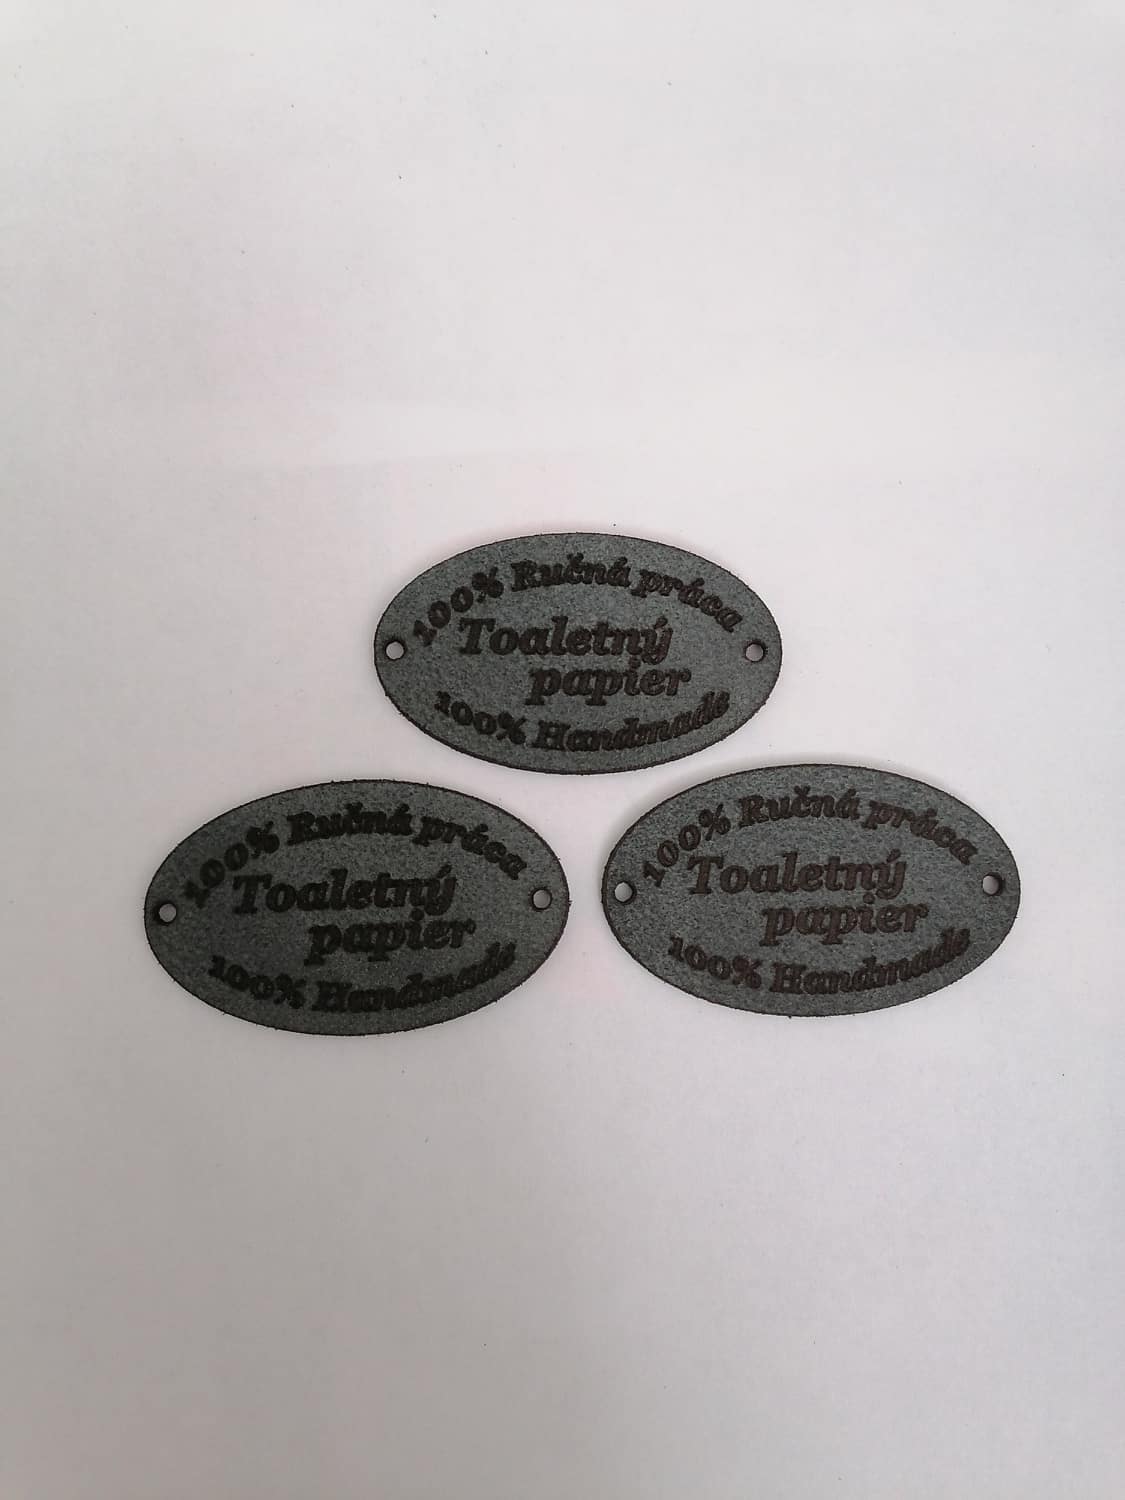 100% Ručná práca
Toaletný
papier
100% Handmade
100% Ručná práca
Toaletný
papier
100% Handmade
100% Ručná práca
Toaletný
papier
100% Handmade